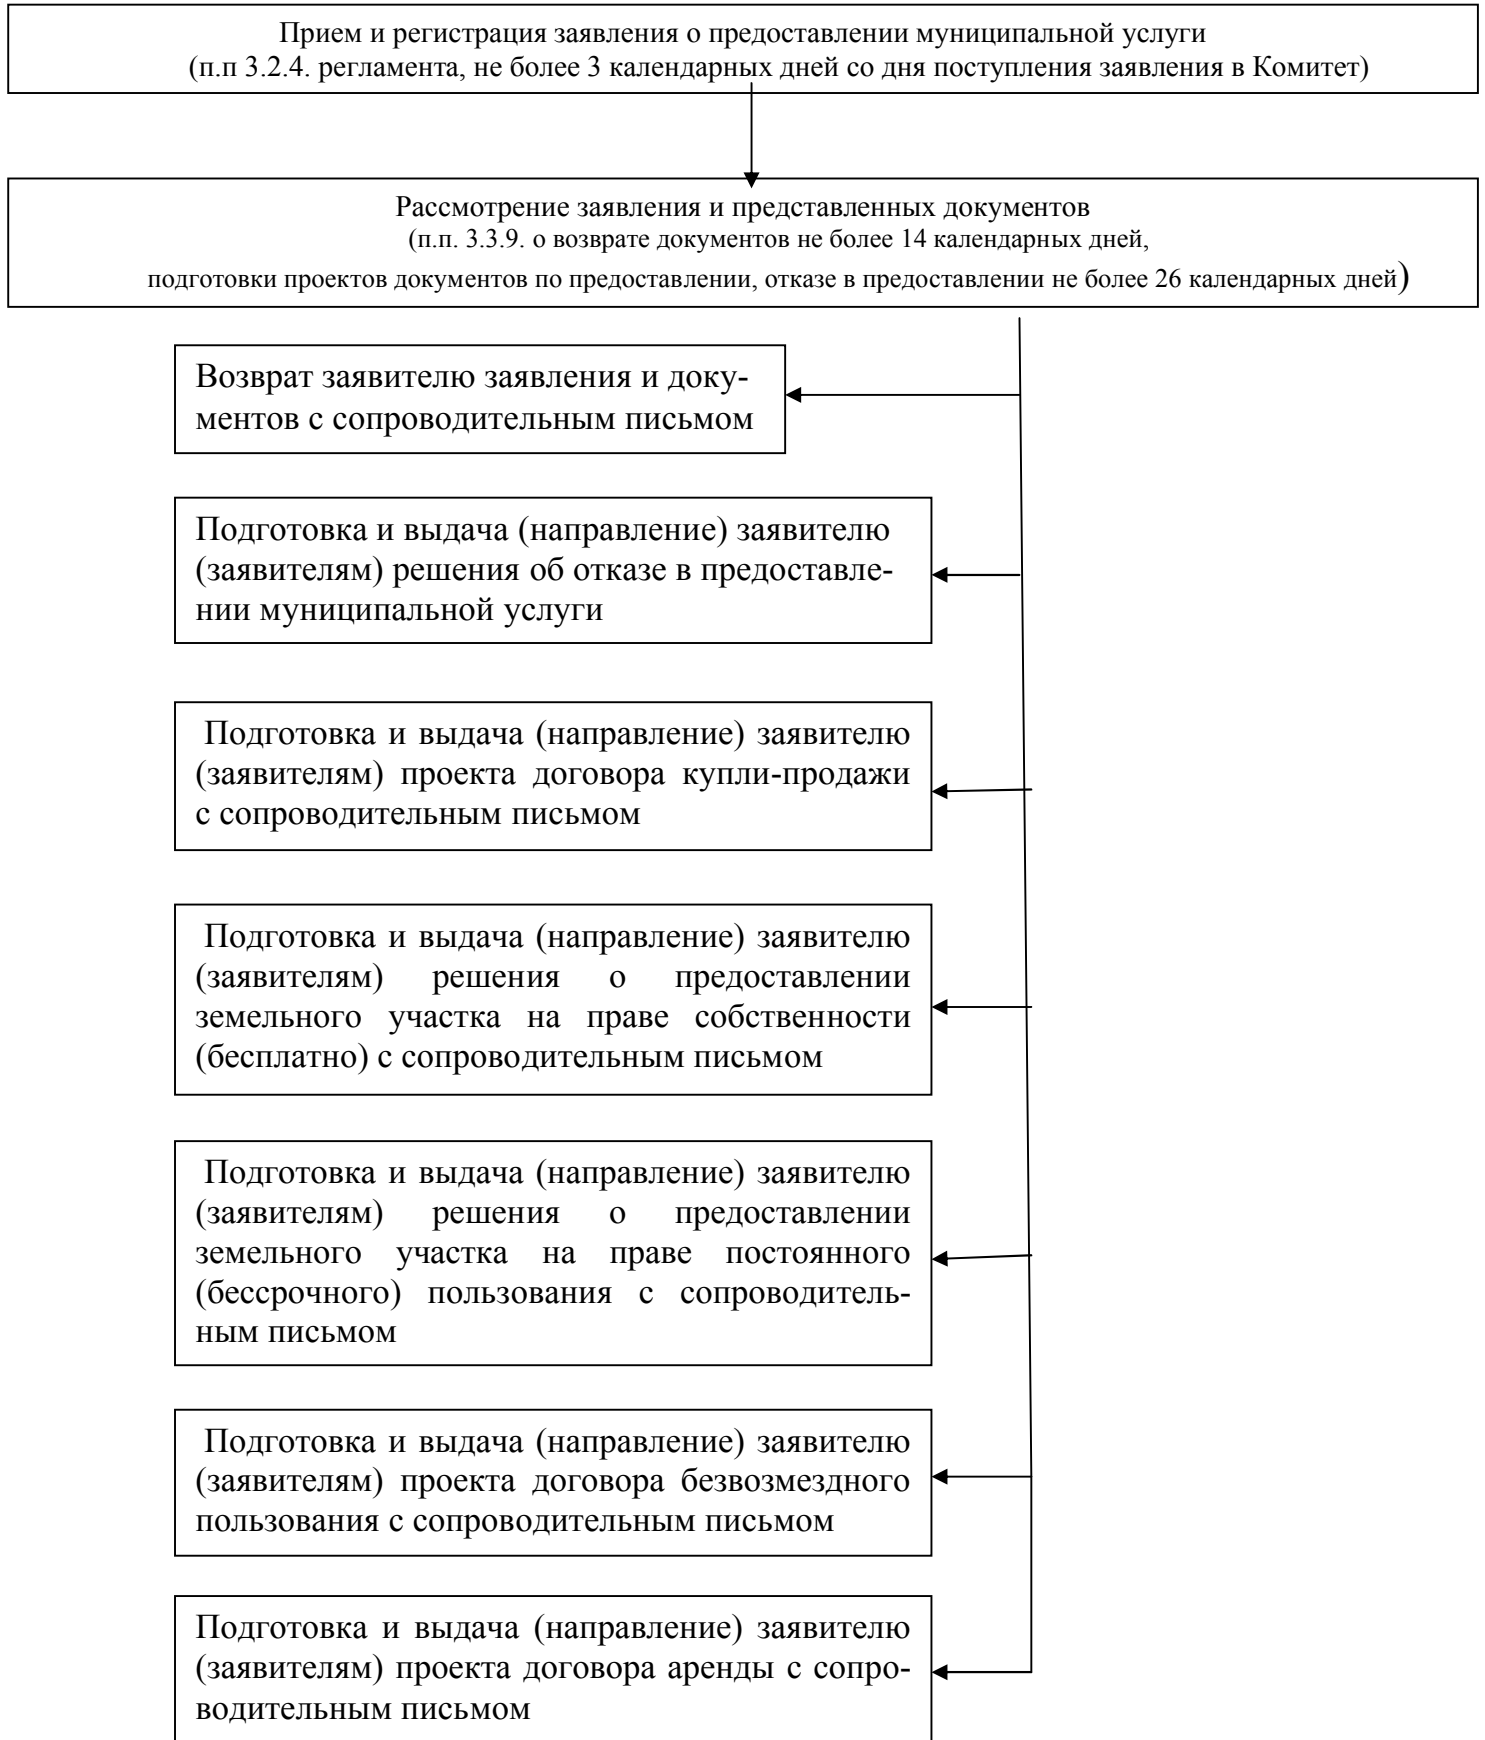 Прием и регистрация заявления о предоставлении муниципальной услуги
(п.п 3.2.4. регламента, не более 3 календарных дней со дня поступления заявления в Комитет)
Рассмотрение заявления и представленных документов
(п.п. 3.3.9. о возврате документов не более 14 календарных дней,
подготовки проектов документов по предоставлении, отказе в предоставлении не более 26 календарных дней)
Возврат заявителю заявления и доку-
ментов с сопроводительным письмом
Подготовка и выдача (направление) заявителю
(заявителям) решения об отказе в предоставле-
нии муниципальной услуги
Подготовка и выдача (направление) заявителю
(заявителям) проекта договора купли-продажи
с сопроводительным письмом
Подготовка и выдача (направление) заявителю
(заявителям) решения о предоставлении
земельного участка на праве собственности
(бесплатно) с сопроводительным письмом
Подготовка и выдача (направление) заявителю
(заявителям) решения о предоставлении
земельного участка на праве постоянного
(бессрочного) пользования с сопроводитель-
ным письмом
Подготовка и выдача (направление) заявителю
(заявителям) проекта договора безвозмездного
пользования с сопроводительным письмом
Подготовка и выдача (направление) заявителю
(заявителям) проекта договора аренды с сопро-
водительным письмом